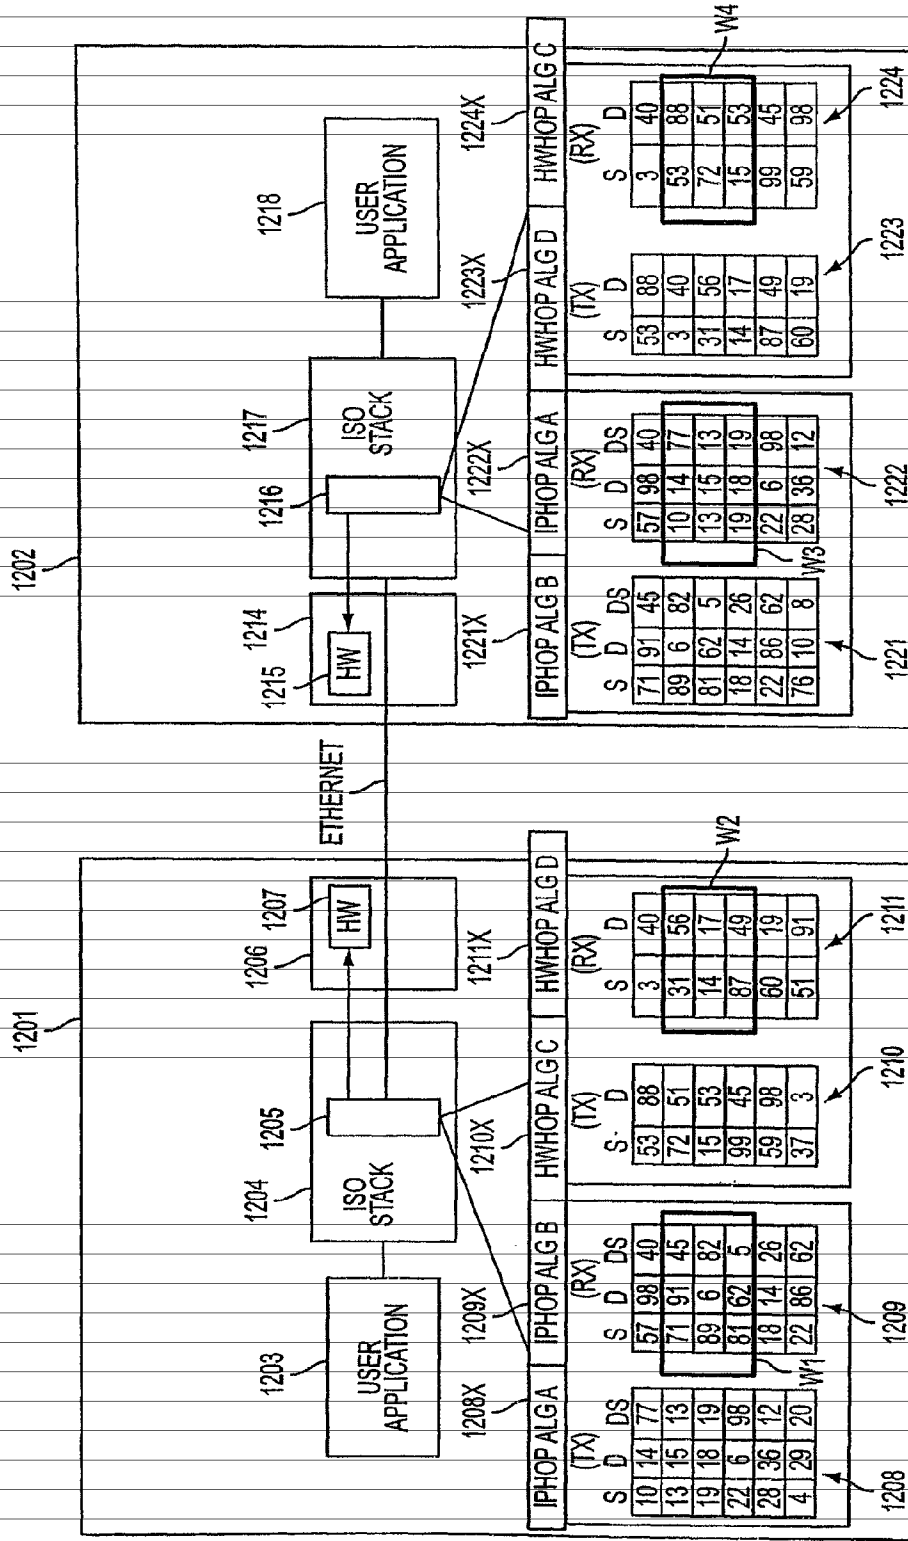 1201
1202
1203
USER
APPLICATION
1204
ISO
STACK
1205
1206
1207
HW
ETHERNET
1215
1214
HW
1216
1217
ISO
STACK
1218
USER
APPLICATION
1208X
1209X
1210X
1211X
1221X
1222X
1223X
1224X
IPHOP ALG A
IPHOP ALG B
HWHOP ALG C
HWHOP ALG D
IPHOP ALG B
IPHOP ALG A
HWHOP ALG D
HWHOP ALG C
(TX)
S D DS
10 14 77
13 15 13
19 18 19
22 6 98
28 36 12
4 29 20
1208
(RX)
S D DS
57 98 40
71 91 45
89 6 82
81 62 5
18 14 26
22 86 62
W1
1209
(TX)
S D
53 88
72 51
15 53
99 45
59 98
37 3
1210
(RX)
S D
3 40
31 56
14 17
87 49
60 19
51 91
W2
1211
(TX)
S D DS
71 91 45
89 6 82
81 62 5
18 14 26
22 86 62
76 10 8
1221
(RX)
S D DS
57 98 40
10 14 77
13 15 13
19 18 19
22 6 98
28 36 12
W3
1222
(TX)
S D
53 88
3 40
31 56
14 17
87 49
60 19
1223
(RX)
S D
3 40
53 88
72 51
15 53
99 45
59 98
W4
1224